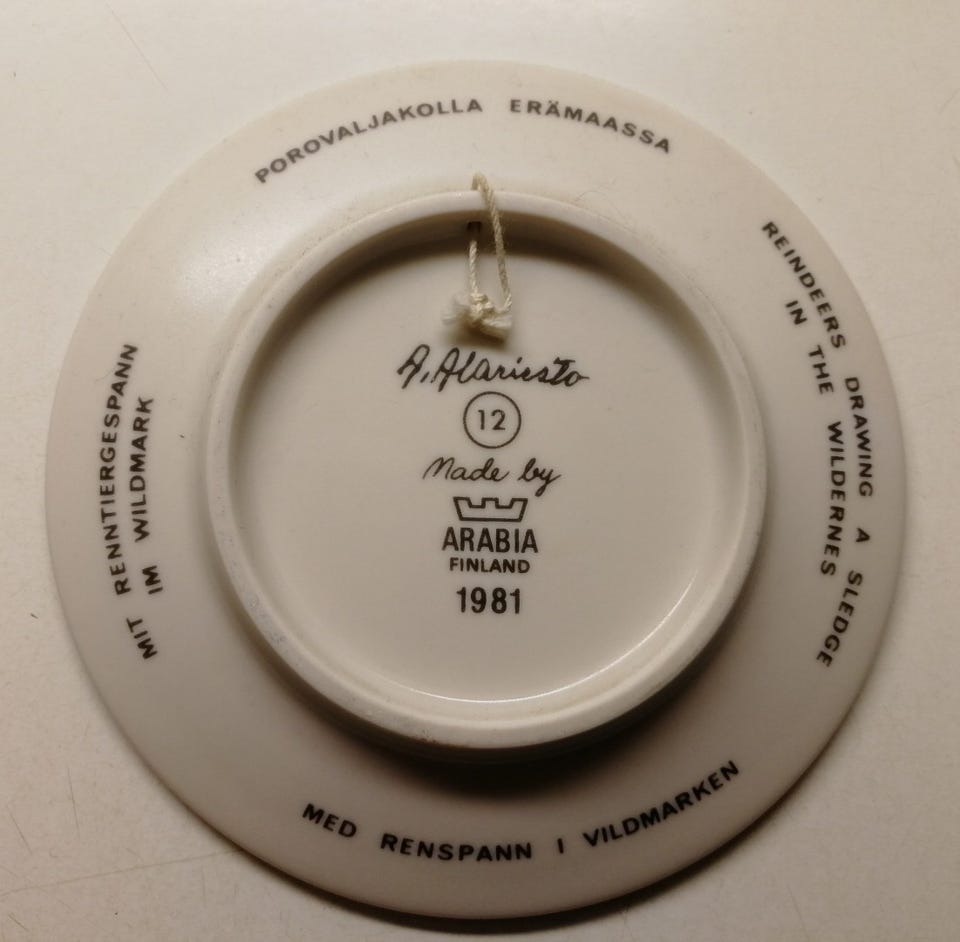 POROVALJAKOLLA ERÄMAASSA
REINDEERS DRAWING A SLEDGE
IN THE WILDERNES
A. Alariesto
12
Made by
ARABIA
FINLAND
1981
MIT RENNTIERGESPANN
IM WILDMARK
MED RENSPANN I VILDMARKEN